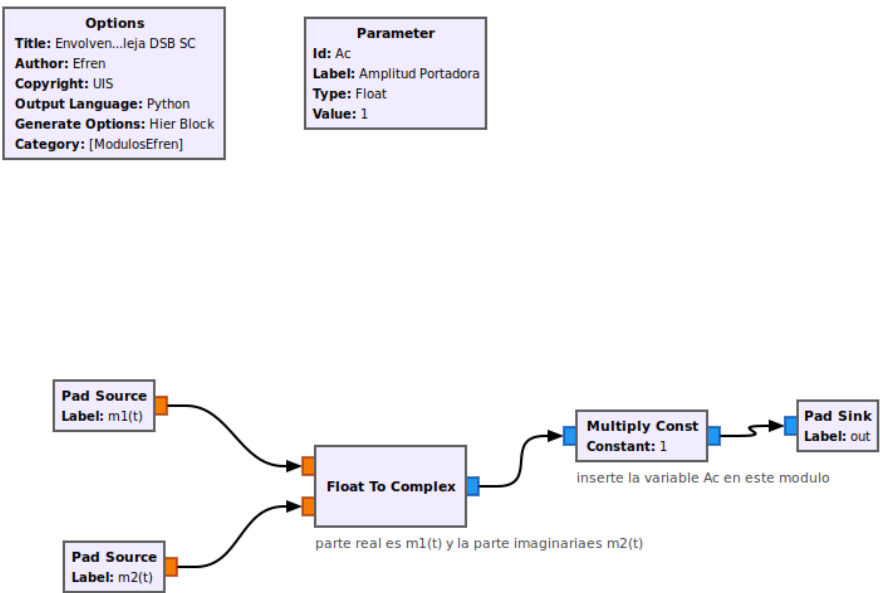 Options
Title: Envolven...leja DSB SC
Author: Efren
Copyright: UIS
Output Language: Python
Generate Options: Hier Block
Category: [ModulosEfren]
Parameter
Id: Ac
Label: Amplitud Portadora
Type: Float
Value: 1
Pad Source
Label: m1(t)
Pad Source
Label: m2(t)
Float To Complex
parte real es m1(t) y la parte imaginariaes m2(t)
Multiply Const
Constant: 1
inserte la variable Ac en este modulo
Pad Sink
Label: out